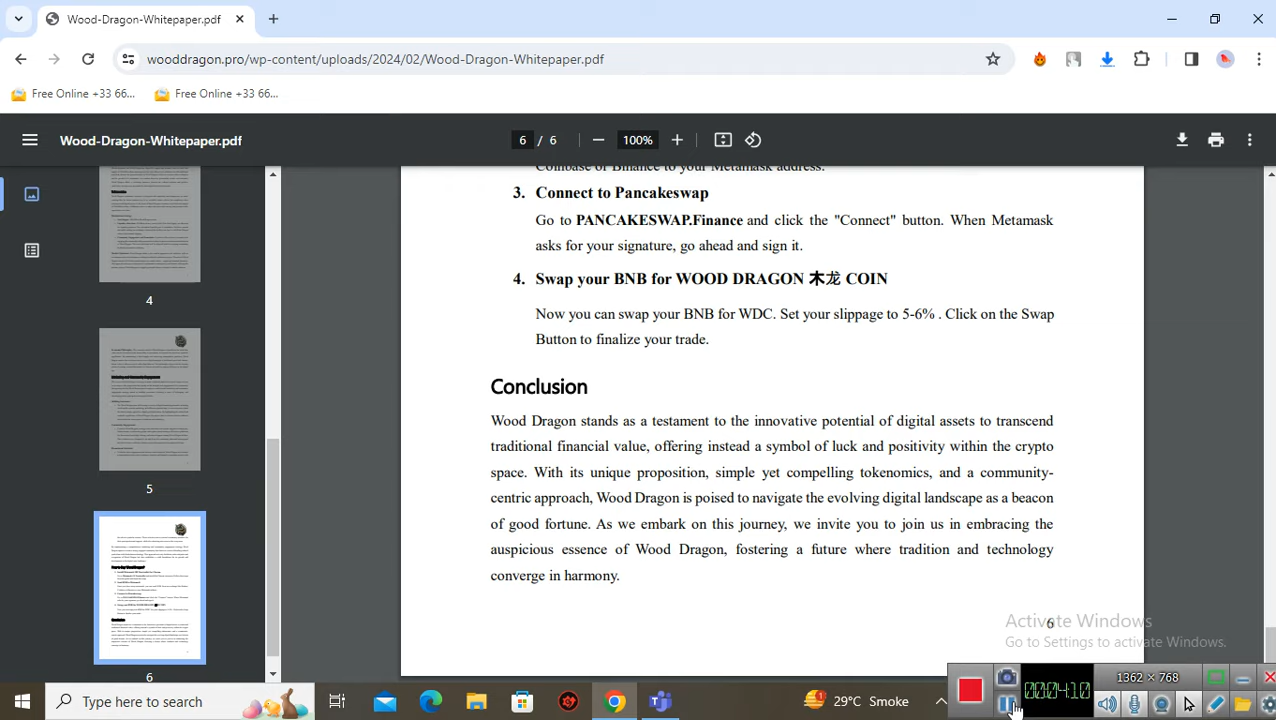 Wood-Dragon-Whitepaper.pdf
wooddragon.pro/wp-content/uploads/2024/02/Wood-Dragon-Whitepaper.pdf
Free Online +33 66...
Free Online +33 66...
Wood-Dragon-Whitepaper.pdf
6 / 6
100%
Coinbase or Binance to your Metamask address.
3. Connect to Pancakeswap
Go to PANCAKESWAP.Finance and click the "Connect" button. When Metamask
asks for your signature, go ahead and sign it.
4. Swap your BNB for WOOD DRAGON 木龙 COIN
Now you can swap your BNB for WDC. Set your slippage to 5-6% . Click on the Swap
Button to finalize your trade.
Conclusion
Wood Dragon stands as a testament to the innovative potential of digital assets to transcend
traditional financial value, offering instead a symbol of luck and positivity within the crypto
space. With its unique proposition, simple yet compelling tokenomics, and a community-
centric approach, Wood Dragon is poised to navigate the evolving digital landscape as a beacon
of good fortune. As we embark on this journey, we invite you to join us in embracing the
auspicious essence of Wood Dragon, fostering a future where tradition and technology
converge in harmony.
6
4
5
6
Activate Windows
Go to Settings to activate Windows.
1362 × 768
00:04:10
Type here to search
29°C Smoke